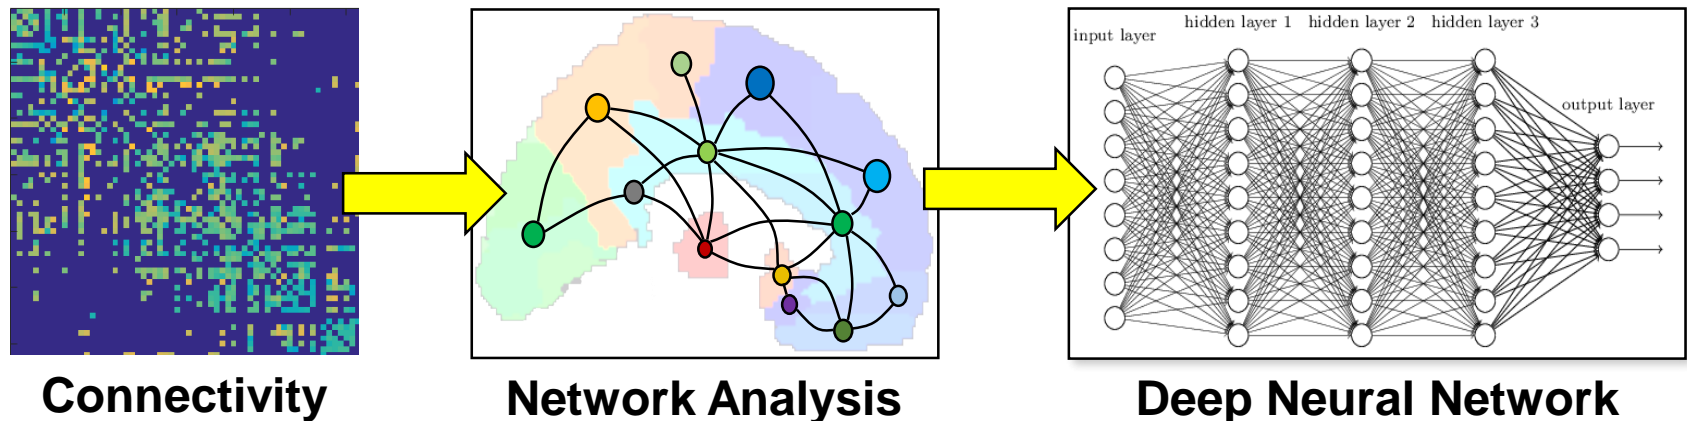 input layer
hidden layer 1 hidden layer 2 hidden layer 3
output layer
Connectivity
Network Analysis
Deep Neural Network